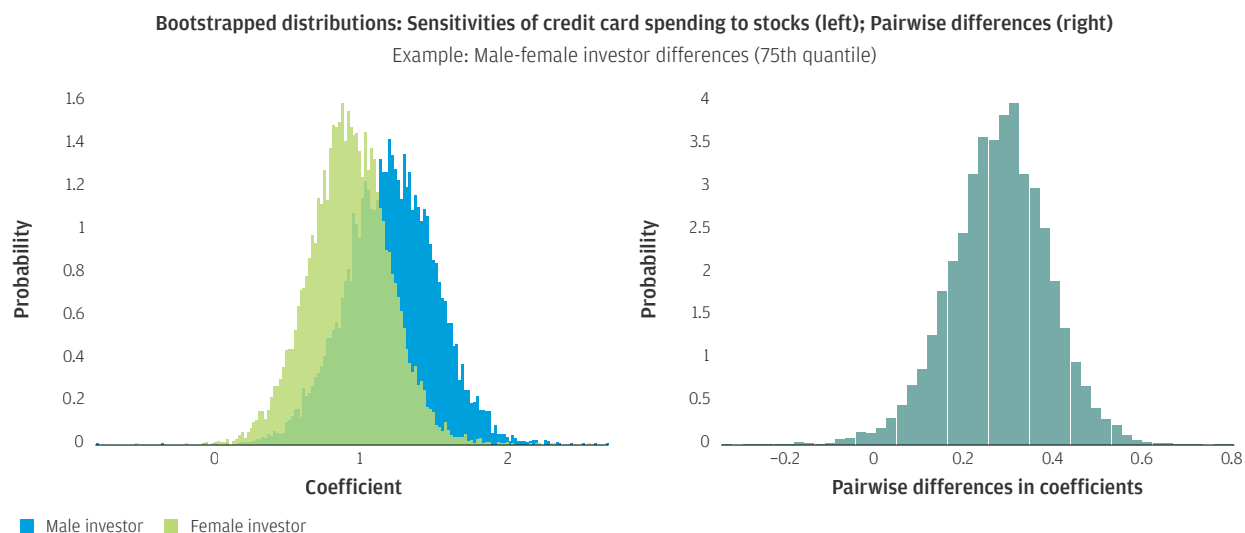 Bootstrapped distributions: Sensitivities of credit card spending to stocks (left); Pairwise differences (right)
Example: Male-female investor differences (75th quantile)
Probability
1.6
1.4
1.2
1
0.8
0.6
0.4
0.2
0
0 1 2
Coefficient
Probability
4
3.5
3
2.5
2
1.5
1
0.5
0
−0.2 0 0.2 0.4 0.6 0.8
Pairwise differences in coefficients
Male investor Female investor